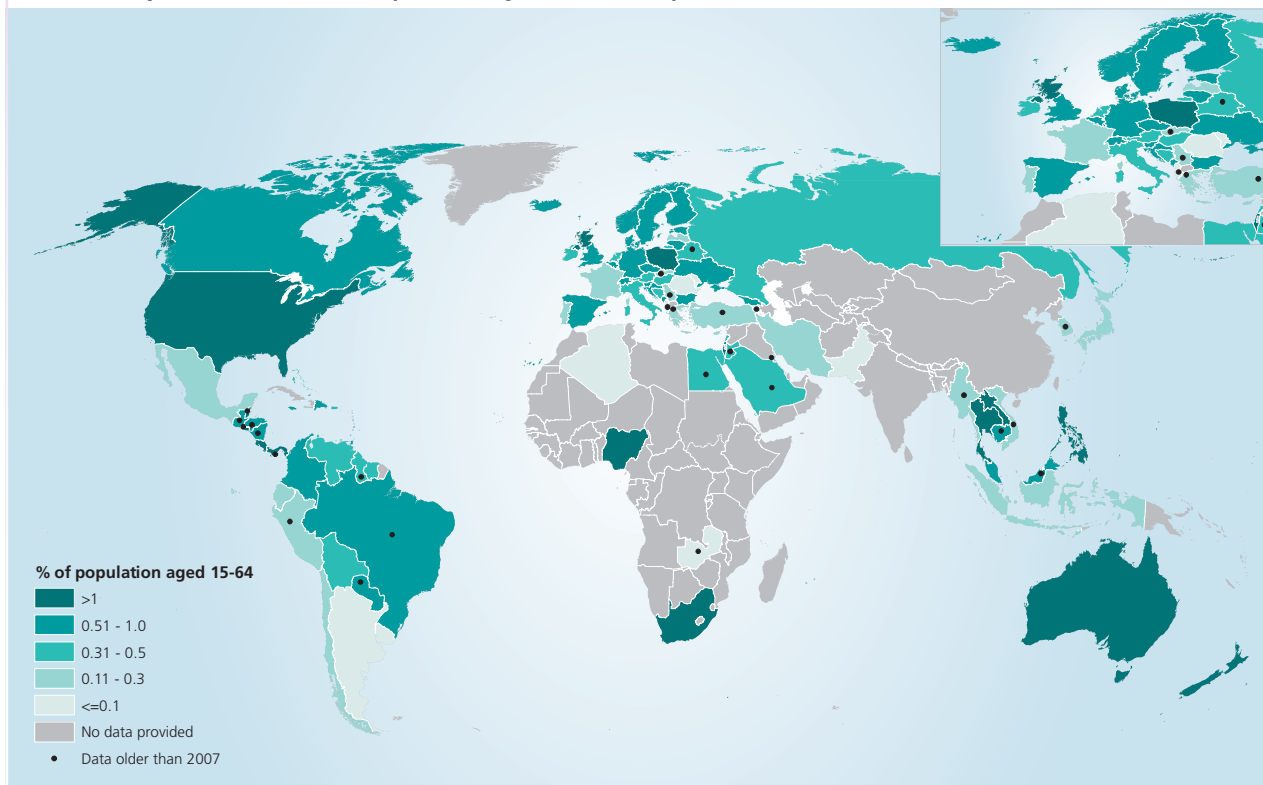 % of population aged 15-64
>1
0.51 - 1.0
0.31 - 0.5
0.11 - 0.3
<=0.1
No data provided
Data older than 2007